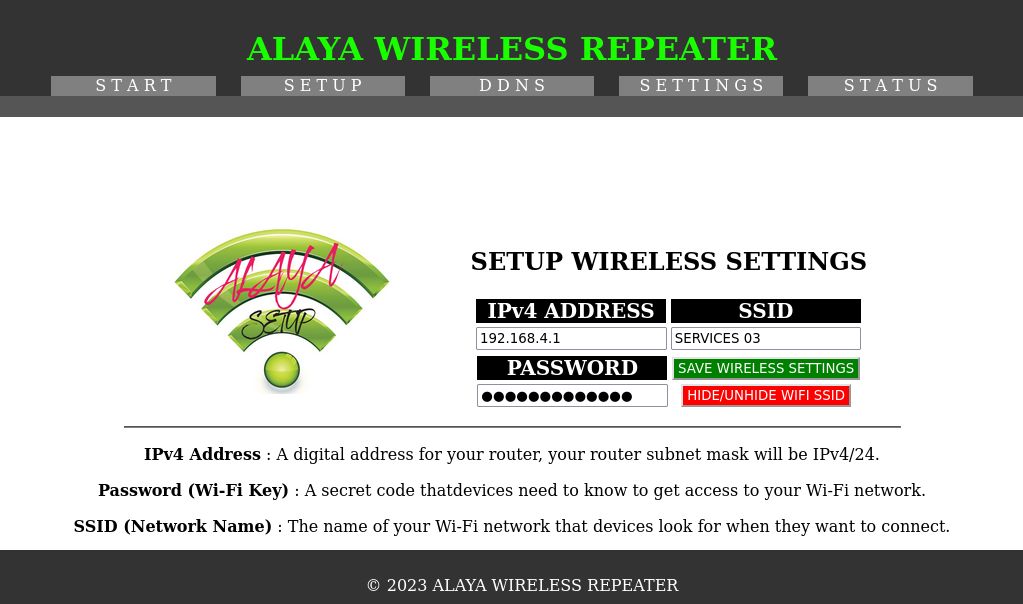 ALAYA WIRELESS REPEATER
START SETUP DDNS SETTINGS STATUS
ALAYA
SETUP
SETUP WIRELESS SETTINGS
IPv4 ADDRESS SSID
192.168.4.1 SERVICES 03
PASSWORD SAVE WIRELESS SETTINGS
●●●●●●●●●●●●● HIDE/UNHIDE WIFI SSID
IPv4 Address : A digital address for your router, your router subnet mask will be IPv4/24.
Password (Wi-Fi Key) : A secret code thatdevices need to know to get access to your Wi-Fi network.
SSID (Network Name) : The name of your Wi-Fi network that devices look for when they want to connect.
© 2023 ALAYA WIRELESS REPEATER